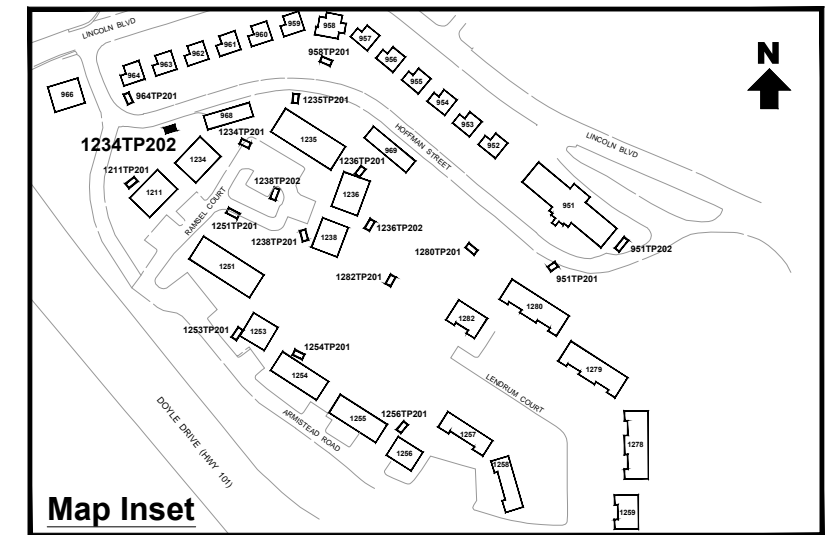 LINCOLN BLVD
959
958
960
957
961
962
958TP201
956
963
N
964
955
966
964TP201
954
1235TP201
968
953
1234TP202
1234TP201
1235
HOFFMAN STREET
952
LINCOLN BLVD
969
1234
1236TP201
1211TP201
1211
1238TP202
1236
951
RAMSEL COURT
1251TP201
1236TP202
1238TP201
1238
951TP202
1280TP201
1251
1282TP201
951TP201
1280
1282
1253TP201
1253
1254TP201
1279
1254
LENDRUM COURT
DOYLE DRIVE (HWY 101)
1255
ARMISTEAD ROAD
1256TP201
1257
1278
1256
1258
Map Inset
1259